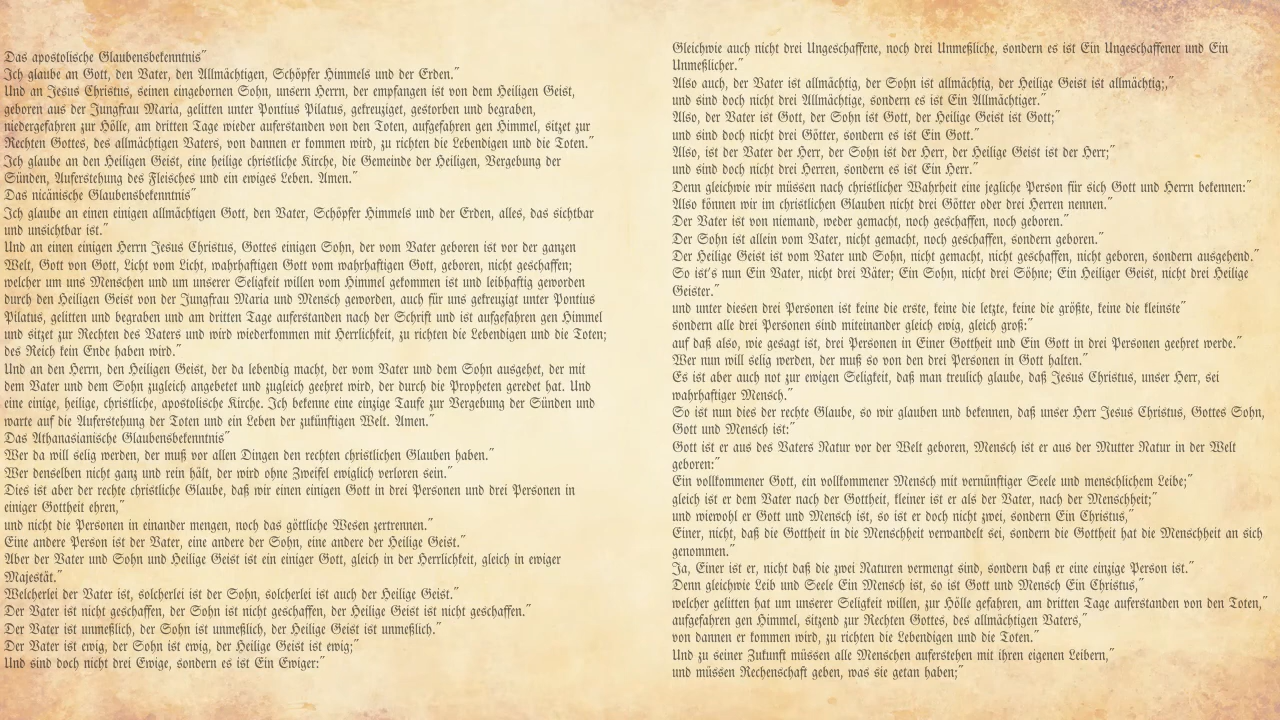 Das apostolische Glaubensbekenntnis"
Ich glaube an Gott, den Vater, den Allmächtigen, Schöpfer Himmels und der Erden."
Und an Jesus Christus, seinen eingebornen Sohn, unsern Herrn, der empfangen ist von dem Heiligen Geist,
geboren aus der Jungfrau Maria, gelitten unter Pontius Pilatus, gekreuziget, gestorben und begraben,
niedergefahren zur Hölle, am dritten Tage wieder auferstanden von den Toten, aufgefahren gen Himmel, sitzet zur
Rechten Gottes, des allmächtigen Vaters, von dannen er kommen wird, zu richten die Lebendigen und die Toten."
Ich glaube an den Heiligen Geist, eine heilige christliche Kirche, die Gemeinde der Heiligen, Vergebung der
Sünden, Auferstehung des Fleisches und ein ewiges Leben. Amen."
Das nicänische Glaubensbekenntnis"
Ich glaube an einen einigen allmächtigen Gott, den Vater, Schöpfer Himmels und der Erden, alles, das sichtbar
und unsichtbar ist."
Und an einen einigen Herrn Jesus Christus, Gottes einigen Sohn, der vom Vater geboren ist vor der ganzen
Welt, Gott von Gott, Licht vom Licht, wahrhaftigen Gott vom wahrhaftigen Gott, geboren, nicht geschaffen;
welcher um uns Menschen und um unserer Seligkeit willen vom Himmel gekommen ist und leibhaftig geworden
durch den Heiligen Geist von der Jungfrau Maria und Mensch geworden, auch für uns gekreuzigt unter Pontius
Pilatus, gelitten und begraben und am dritten Tage auferstanden nach der Schrift und ist aufgefahren gen Himmel
und sitzet zur Rechten des Vaters und wird wiederkommen mit Herrlichkeit, zu richten die Lebendigen und die Toten;
des Reich kein Ende haben wird."
Und an den Herrn, den Heiligen Geist, der da lebendig macht, der vom Vater und dem Sohn ausgehet, der mit
dem Vater und dem Sohn zugleich angebetet und zugleich geehret wird, der durch die Propheten geredet hat. Und
eine einige, heilige, christliche, apostolische Kirche. Ich bekenne eine einzige Taufe zur Vergebung der Sünden und
warte auf die Auferstehung der Toten und ein Leben der zukünftigen Welt. Amen."
Das Athanasianische Glaubensbekenntnis"
Wer da will selig werden, der muß vor allen Dingen den rechten christlichen Glauben haben."
Wer denselben nicht ganz und rein hält, der wird ohne Zweifel ewiglich verloren sein."
Dies ist aber der rechte christliche Glaube, daß wir einen einigen Gott in drei Personen und drei Personen in
einiger Gottheit ehren,"
und nicht die Personen in einander mengen, noch das göttliche Wesen zertrennen."
Eine andere Person ist der Vater, eine andere der Sohn, eine andere der Heilige Geist."
Aber der Vater und Sohn und Heilige Geist ist ein einiger Gott, gleich in der Herrlichkeit, gleich in ewiger
Majestät."
Welcherlei der Vater ist, solcherlei ist der Sohn, solcherlei ist auch der Heilige Geist."
Der Vater ist nicht geschaffen, der Sohn ist nicht geschaffen, der Heilige Geist ist nicht geschaffen."
Der Vater ist unmeßlich, der Sohn ist unmeßlich, der Heilige Geist ist unmeßlich."
Der Vater ist ewig, der Sohn ist ewig, der Heilige Geist ist ewig;"
Und sind doch nicht drei Ewige, sondern es ist Ein Ewiger:"
Gleichwie auch nicht drei Ungeschaffene, noch drei Unmeßliche, sondern es ist Ein Ungeschaffener und Ein
Unmeßlicher."
Also auch, der Vater ist allmächtig, der Sohn ist allmächtig, der Heilige Geist ist allmächtig;,"
und sind doch nicht drei Allmächtige, sondern es ist Ein Allmächtiger."
Also, der Vater ist Gott, der Sohn ist Gott, der Heilige Geist ist Gott;"
und sind doch nicht drei Götter, sondern es ist Ein Gott."
Also, ist der Vater der Herr, der Sohn ist der Herr, der Heilige Geist ist der Herr;"
und sind doch nicht drei Herren, sondern es ist Ein Herr."
Denn gleichwie wir müssen nach christlicher Wahrheit eine jegliche Person für sich Gott und Herrn bekennen:"
Also können wir im christlichen Glauben nicht drei Götter oder drei Herren nennen."
Der Vater ist von niemand, weder gemacht, noch geschaffen, noch geboren."
Der Sohn ist allein vom Vater, nicht gemacht, noch geschaffen, sondern geboren."
Der Heilige Geist ist vom Vater und Sohn, nicht gemacht, nicht geschaffen, nicht geboren, sondern ausgehend."
So ist's nun Ein Vater, nicht drei Väter; Ein Sohn, nicht drei Söhne; Ein Heiliger Geist, nicht drei Heilige
Geister."
und unter diesen drei Personen ist keine die erste, keine die letzte, keine die größte, keine die kleinste"
sondern alle drei Personen sind miteinander gleich ewig, gleich groß:"
auf daß also, wie gesagt ist, drei Personen in Einer Gottheit und Ein Gott in drei Personen geehret werde."
Wer nun will selig werden, der muß so von den drei Personen in Gott halten."
Es ist aber auch not zur ewigen Seligkeit, daß man treulich glaube, daß Jesus Christus, unser Herr, sei
wahrhaftiger Mensch."
So ist nun dies der rechte Glaube, so wir glauben und bekennen, daß unser Herr Jesus Christus, Gottes Sohn,
Gott und Mensch ist:"
Gott ist er aus des Vaters Natur vor der Welt geboren, Mensch ist er aus der Mutter Natur in der Welt
geboren:"
Ein vollkommener Gott, ein vollkommener Mensch mit vernünftiger Seele und menschlichem Leibe;"
gleich ist er dem Vater nach der Gottheit, kleiner ist er als der Vater, nach der Menschheit;"
und wiewohl er Gott und Mensch ist, so ist er doch nicht zwei, sondern Ein Christus,"
Einer, nicht, daß die Gottheit in die Menschheit verwandelt sei, sondern die Gottheit hat die Menschheit an sich
genommen."
Ja, Einer ist er, nicht daß die zwei Naturen vermengt sind, sondern daß er eine einzige Person ist."
Denn gleichwie Leib und Seele Ein Mensch ist, so ist Gott und Mensch Ein Christus,"
welcher gelitten hat um unserer Seligkeit willen, zur Hölle gefahren, am dritten Tage auferstanden von den Toten,"
aufgefahren gen Himmel, sitzend zur Rechten Gottes, des allmächtigen Vaters,"
von dannen er kommen wird, zu richten die Lebendigen und die Toten."
Und zu seiner Zukunft müssen alle Menschen auferstehen mit ihren eigenen Leibern,"
und müssen Rechenschaft geben, was sie getan haben;"